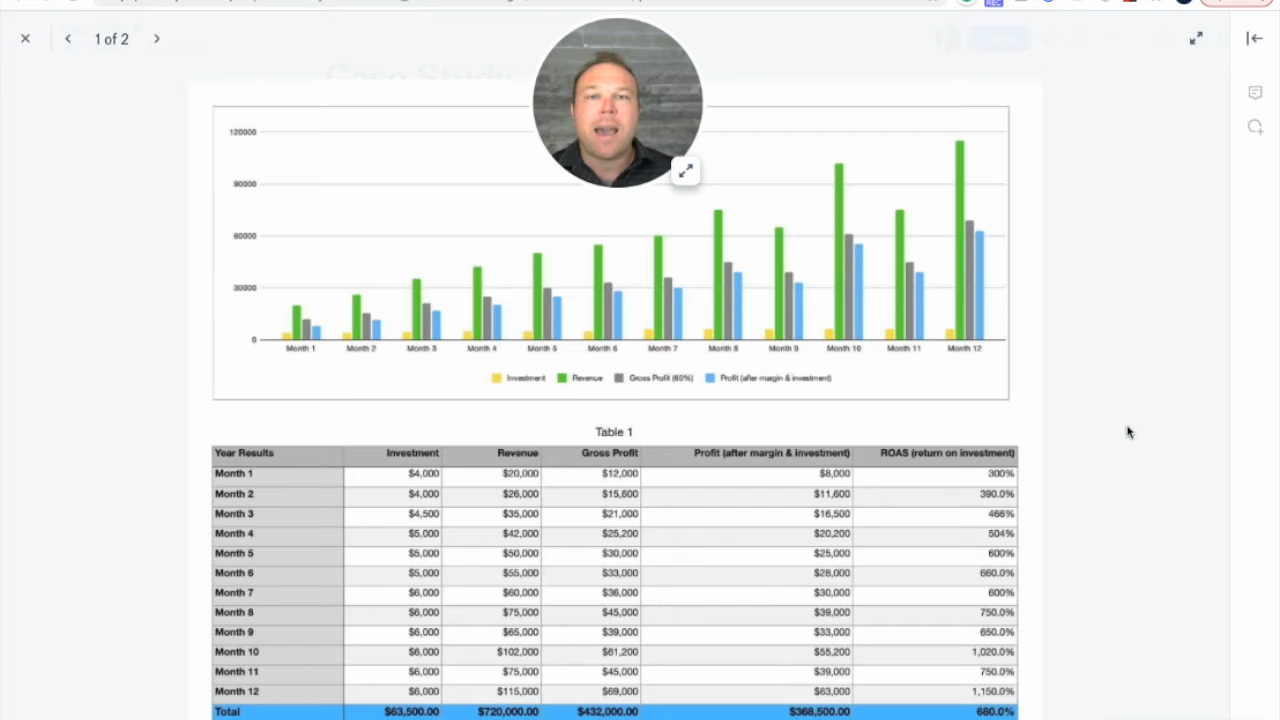 REC
1 of 2
Case Study
120000
90000
60000
30000
0
Month 1 Month 2 Month 3 Month 4 Month 5 Month 6 Month 7 Month 8 Month 9 Month 10 Month 11 Month 12
Investment Revenue Gross Profit (60%) Profit (after margin & investment)
Table 1
Year Results Investment Revenue Gross Profit Profit (after margin & investment) ROAS (return on investment)
Month 1 $4,000 $20,000 $12,000 $8,000 300%
Month 2 $4,000 $26,000 $15,600 $11,600 390.0%
Month 3 $4,500 $35,000 $21,000 $16,500 466%
Month 4 $5,000 $42,000 $25,200 $20,200 504%
Month 5 $5,000 $50,000 $30,000 $25,000 600%
Month 6 $5,000 $55,000 $33,000 $28,000 660.0%
Month 7 $6,000 $60,000 $36,000 $30,000 600%
Month 8 $6,000 $75,000 $45,000 $39,000 750.0%
Month 9 $6,000 $65,000 $39,000 $33,000 650.0%
Month 10 $6,000 $102,000 $61,200 $55,200 1,020.0%
Month 11 $6,000 $75,000 $45,000 $39,000 750.0%
Month 12 $6,000 $115,000 $69,000 $63,000 1,150.0%
Total $63,500.00 $720,000.00 $432,000.00 $368,500.00 680.0%